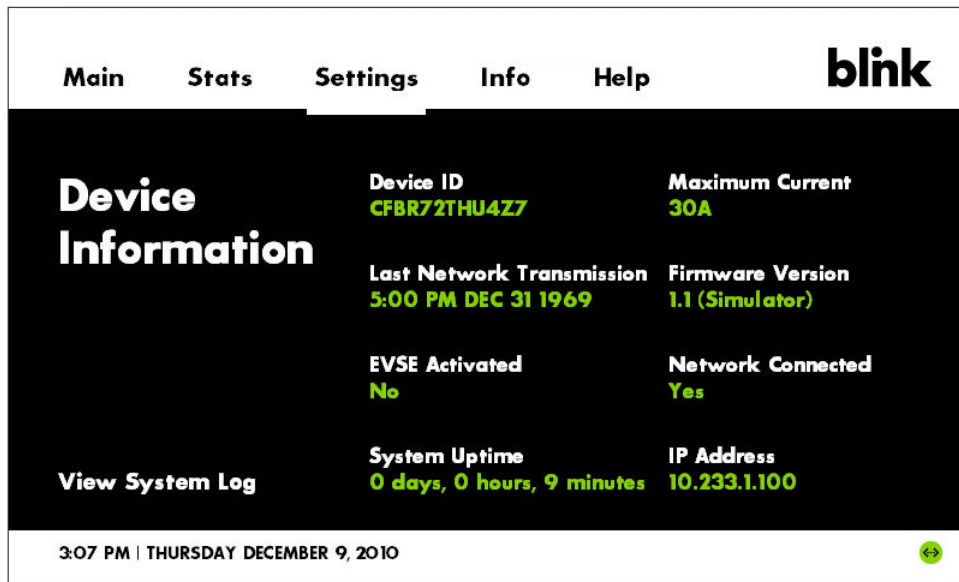 Main Stats Settings Info Help blink
Device
Information
Device ID
CFBR72THU4Z7
Maximum Current
30A
Last Network Transmission
5:00 PM DEC 31 1969
Firmware Version
1.1 (Simulator)
EVSE Activated
No
Network Connected
Yes
System Uptime
0 days, 0 hours, 9 minutes
IP Address
10.233.1.100
View System Log
3:07 PM | THURSDAY DECEMBER 9, 2010